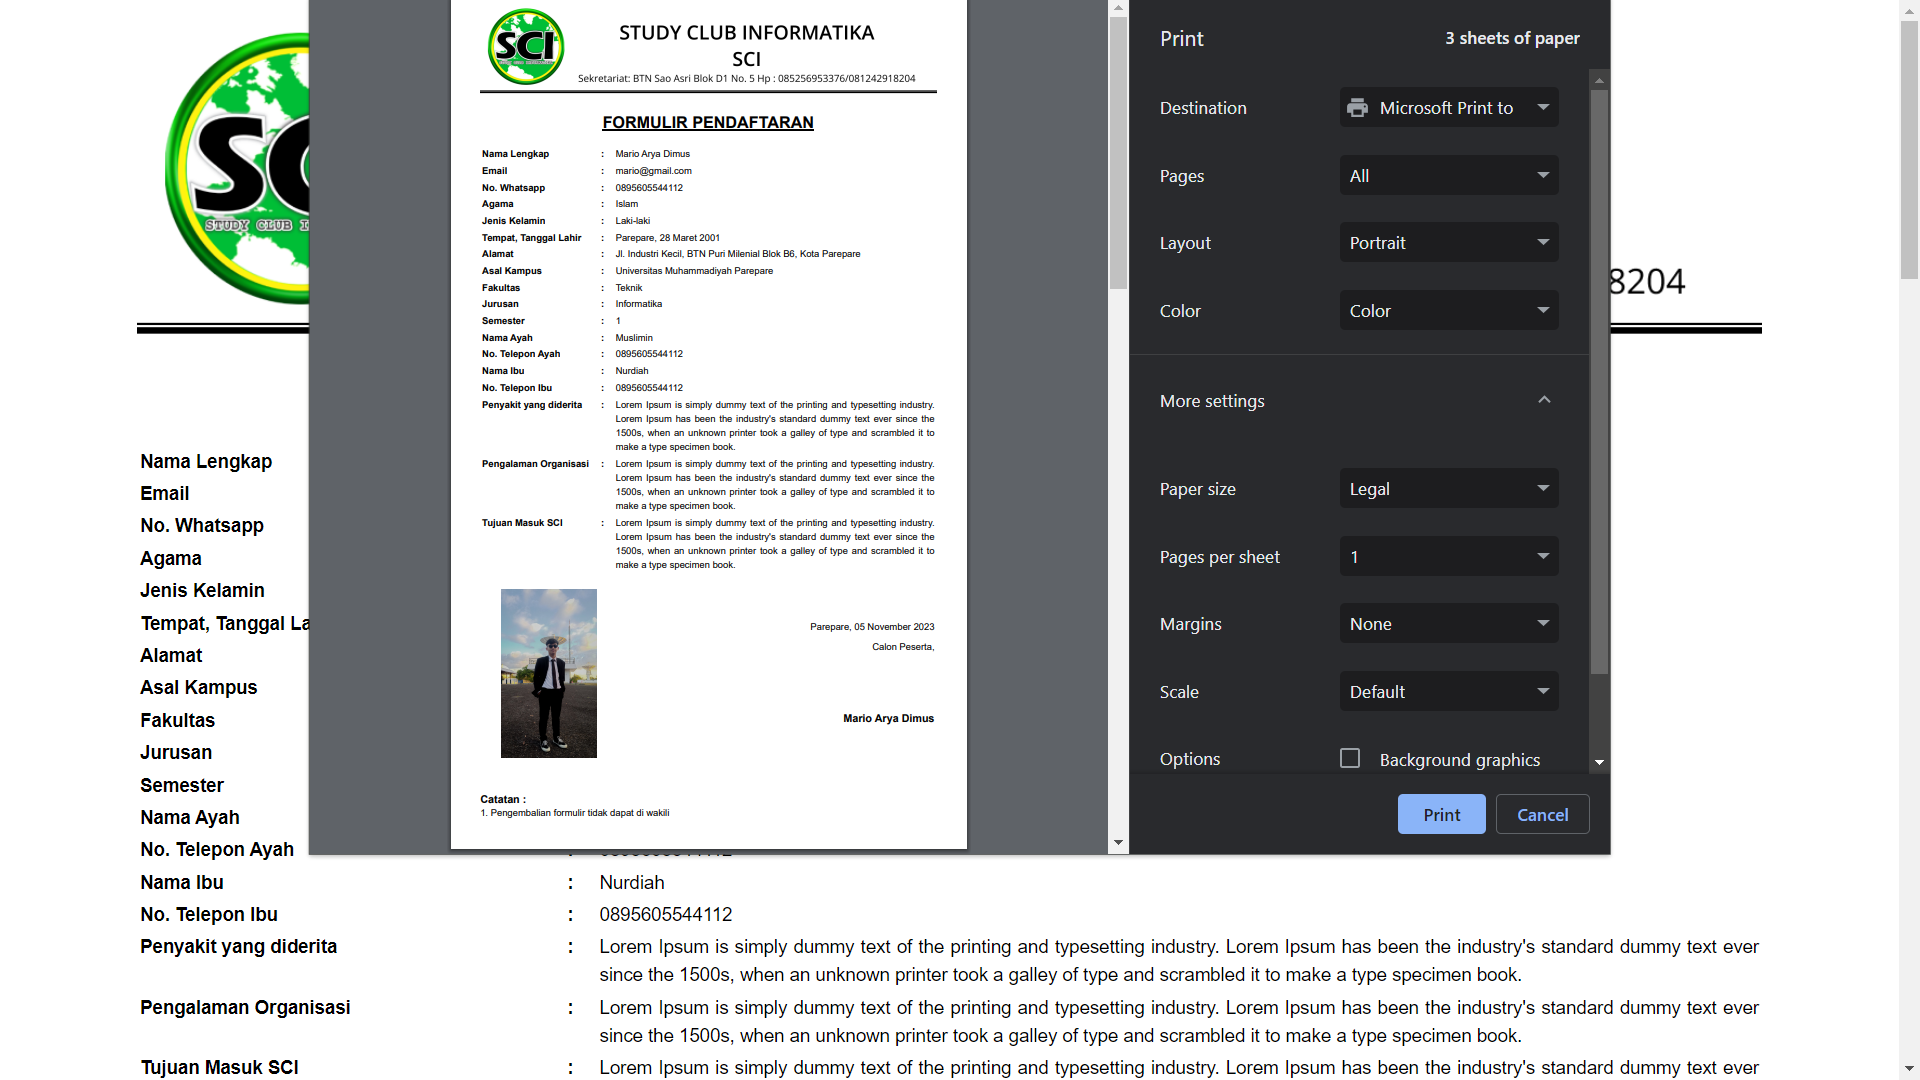 SCI
STUDY CLUB INFORMATIKA
SCI
Sekretariat: BTN Sao Asri Blok D1 No. 5 Hp : 085256953376/081242918204
FORMULIR PENDAFTARAN
Nama Lengkap : Mario Arya Dimus
Email : mario@gmail.com
No. Whatsapp : 0895605544112
Agama : Islam
Jenis Kelamin : Laki-laki
Tempat, Tanggal Lahir : Parepare, 28 Maret 2001
Alamat : Jl. Industri Kecil, BTN Puri Milenial Blok B6, Kota Parepare
Asal Kampus : Universitas Muhammadiyah Parepare
Fakultas : Teknik
Jurusan : Informatika
Semester : 1
Nama Ayah : Muslimin
No. Telepon Ayah : 0895605544112
Nama Ibu : Nurdiah
No. Telepon Ibu : 0895605544112
Penyakit yang diderita : Lorem Ipsum is simply dummy text of the printing and typesetting industry.
Lorem Ipsum has been the industry's standard dummy text ever since the
1500s, when an unknown printer took a galley of type and scrambled it to
make a type specimen book.
Pengalaman Organisasi : Lorem Ipsum is simply dummy text of the printing and typesetting industry.
Lorem Ipsum has been the industry's standard dummy text ever since the
1500s, when an unknown printer took a galley of type and scrambled it to
make a type specimen book.
Tujuan Masuk SCI : Lorem Ipsum is simply dummy text of the printing and typesetting industry.
Lorem Ipsum has been the industry's standard dummy text ever since the
1500s, when an unknown printer took a galley of type and scrambled it to
make a type specimen book.
Parepare, 05 November 2023
Calon Peserta,
Mario Arya Dimus
Catatan :
1. Pengembalian formulir tidak dapat di wakili
Print 3 sheets of paper
Destination Microsoft Print to
Pages All
Layout Portrait
Color Color
More settings
Paper size Legal
Pages per sheet 1
Margins None
Scale Default
Options Background graphics
Print Cancel
STUDY CLUB I
8204
Nama Lengkap
Email
No. Whatsapp
Agama
Jenis Kelamin
Tempat, Tanggal La
Alamat
Asal Kampus
Fakultas
Jurusan
Semester
Nama Ayah
No. Telepon Ayah :
Nama Ibu : Nurdiah
No. Telepon Ibu : 0895605544112
Penyakit yang diderita : Lorem Ipsum is simply dummy text of the printing and typesetting industry. Lorem Ipsum has been the industry's standard dummy text ever
since the 1500s, when an unknown printer took a galley of type and scrambled it to make a type specimen book.
Pengalaman Organisasi : Lorem Ipsum is simply dummy text of the printing and typesetting industry. Lorem Ipsum has been the industry's standard dummy text ever
since the 1500s, when an unknown printer took a galley of type and scrambled it to make a type specimen book.
Tujuan Masuk SCI : Lorem Ipsum is simply dummy text of the printing and typesetting industry. Lorem Ipsum has been the industry's standard dummy text ever